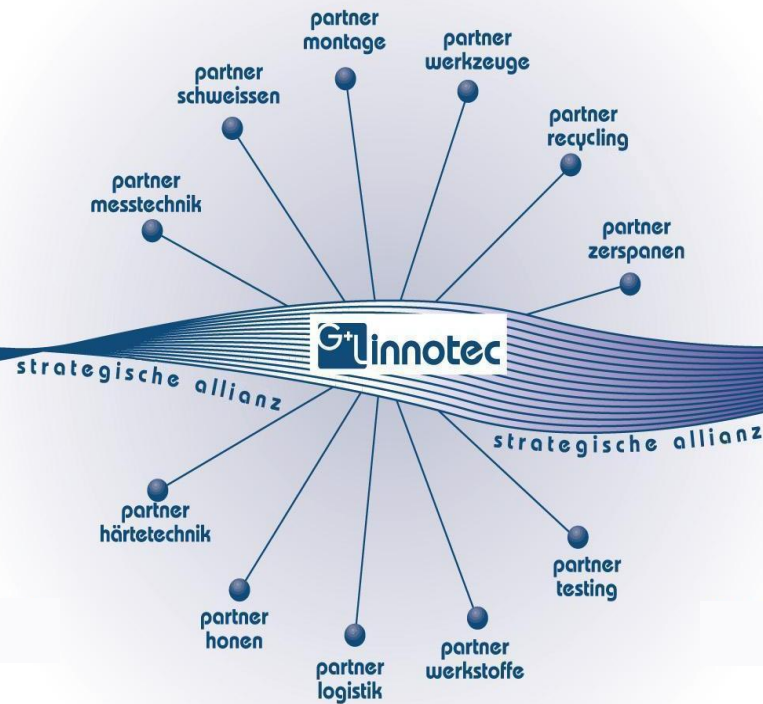 partner
montage
partner
werkzeuge
partner
schweissen
partner
recycling
partner
messtechnik
partner
zerspanen
G+L innotec
strategische allianz
strategische allianz
partner
härtetechnik
partner
testing
partner
honen
partner
werkstoffe
partner
logistik